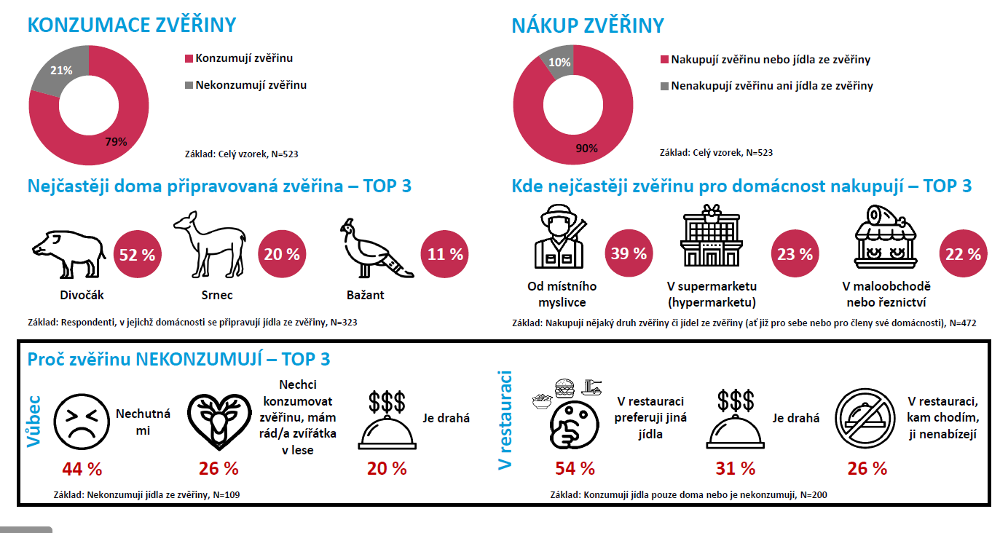 KONZUMACE ZVĚŘINY
21%
79%
Konzumují zvěřinu
Nekonzumují zvěřinu
Základ: Celý vzorek, N=523
NÁKUP ZVĚŘINY
10%
90%
Nakupují zvěřinu nebo jídla ze zvěřiny
Nenakupují zvěřinu ani jídla ze zvěřiny
Základ: Celý vzorek, N=523
Nejčastěji doma připravovaná zvěřina – TOP 3
52 %
20 %
11 %
Divočák
Srnec
Bažant
Základ: Respondenti, v jejichž domácnosti se připravují jídla ze zvěřiny, N=323
Kde nejčastěji zvěřinu pro domácnost nakupují – TOP 3
39 %
23 %
22 %
Od místního
myslivce
V supermarketu
(hypermarketu)
V maloobchodě
nebo řeznictví
Základ: Nakupují nějaký druh zvěřiny či jídel ze zvěřiny (ať již pro sebe nebo pro členy své domácnosti), N=472
Proč zvěřinu NEKONZUMUJÍ – TOP 3
Vůbec
Nechutná
mi
44 %
Nechci
konzumovat
zvěřinu, mám
rád/a zvířátka
v lese
26 %
$$$
Je drahá
20 %
Základ: Nekonzumují jídla ze zvěřiny, N=109
V restauraci
V restauraci
preferuji jiná
jídla
54 %
$$$
Je drahá
31 %
V restauraci,
kam chodím,
ji nenabízejí
26 %
Základ: Konzumují jídla pouze doma nebo je nekonzumují, N=200